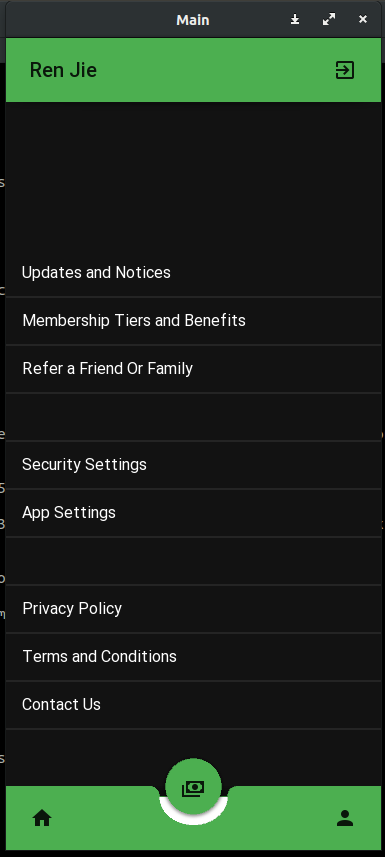 Main
Ren Jie
Updates and Notices
Membership Tiers and Benefits
Refer a Friend Or Family
Security Settings
App Settings
Privacy Policy
Terms and Conditions
Contact Us